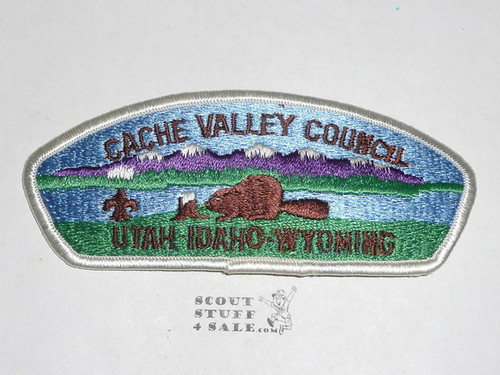 CACHE VALLEY COUNCIL
UTAH IDAHO-WYOMING
SCOUT
STUFF
4 SALE.com